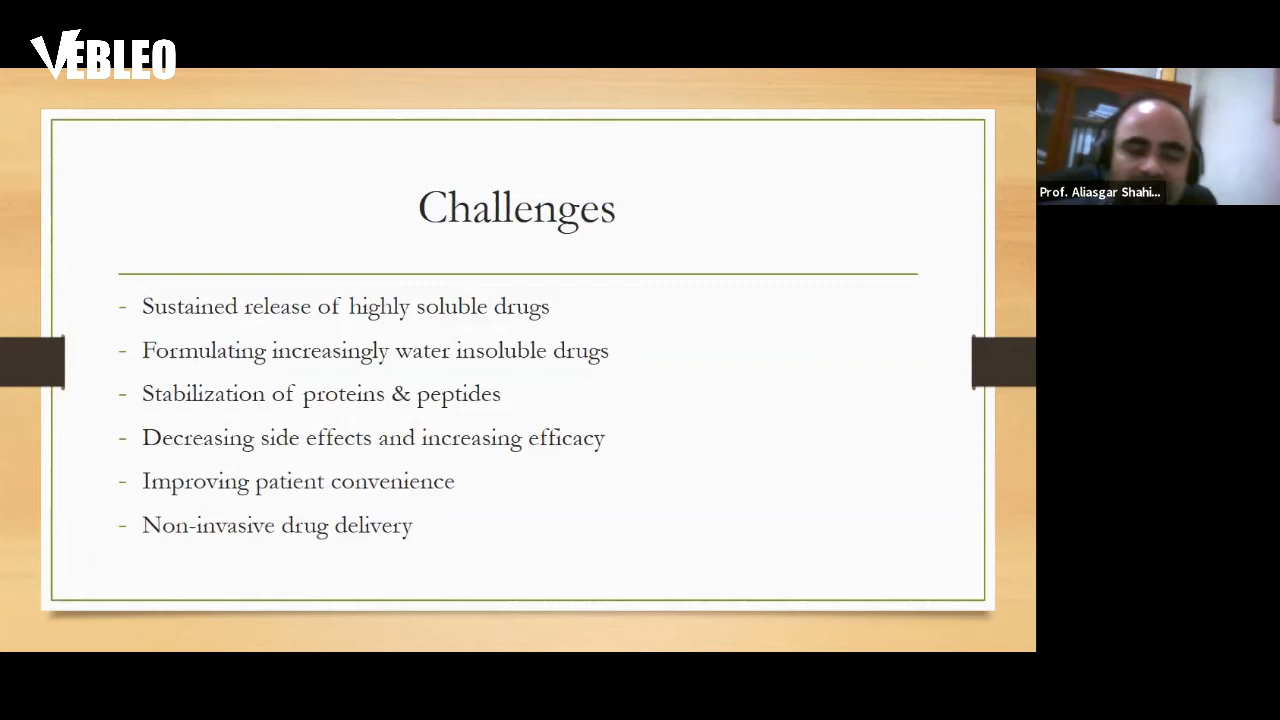 VEBLEO
Challenges
- Sustained release of highly soluble drugs
- Formulating increasingly water insoluble drugs
- Stabilization of proteins & peptides
- Decreasing side effects and increasing efficacy
- Improving patient convenience
- Non-invasive drug delivery
Prof. Aliasgar Shahi...